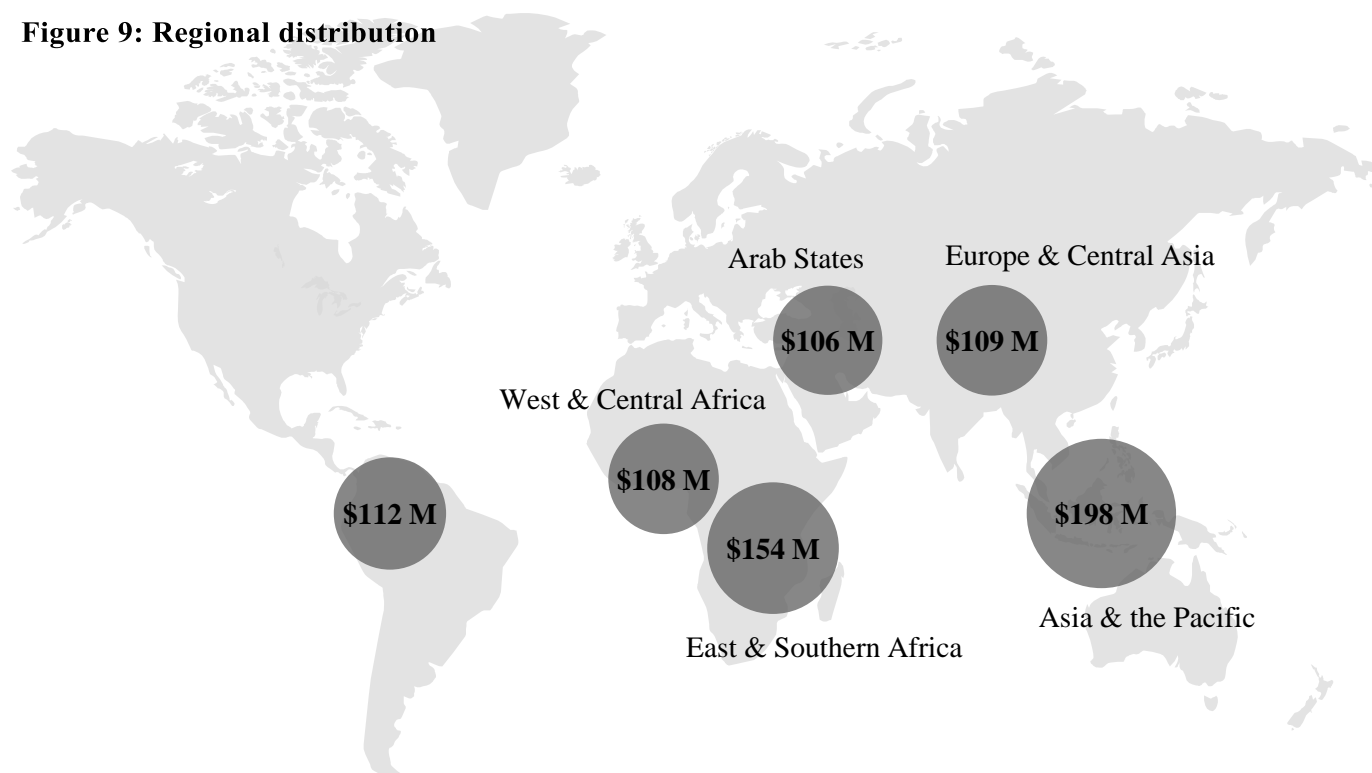 Figure 9: Regional distribution
Arab States
Europe & Central Asia
$106 M
$109 M
West & Central Africa
$108 M
$112 M
$154 M
$198 M
Asia & the Pacific
East & Southern Africa